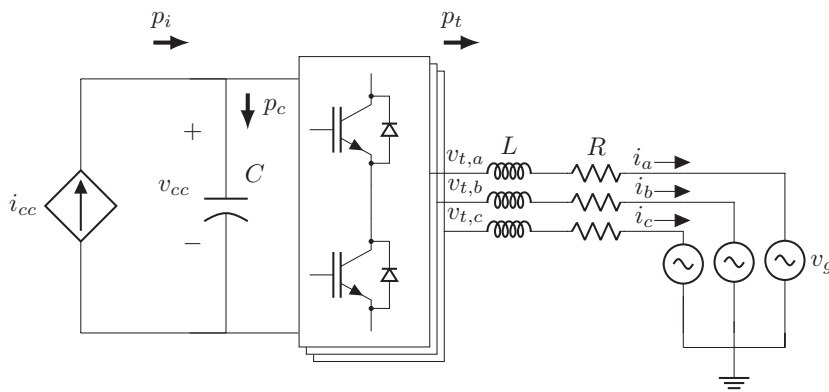 p_i
p_t
p_c
+
v_cc
C
−
i_cc
v_t,a
L
R
i_a
v_t,b
i_b
v_t,c
i_c
v_g